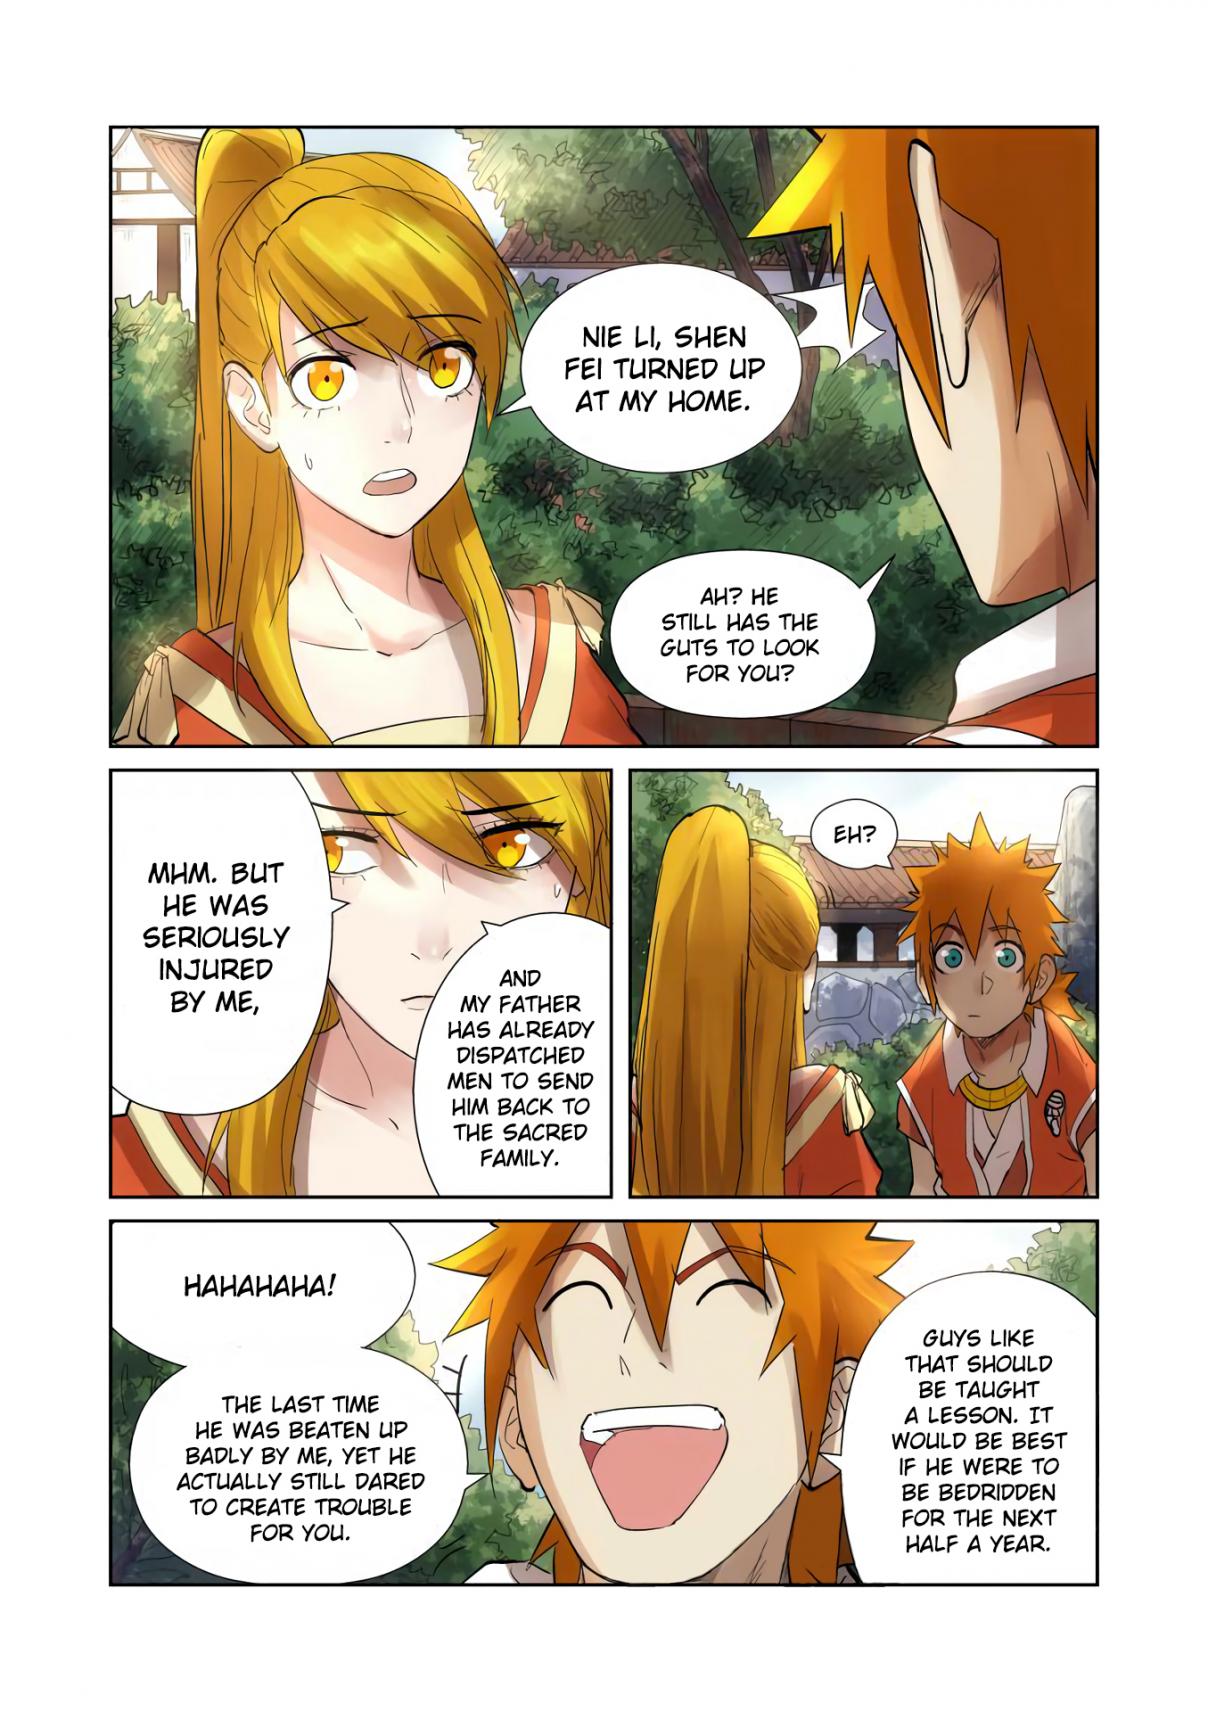 NIE LI, SHEN
FEI TURNED UP
AT MY HOME.
AH? HE
STILL HAS THE
GUTS TO LOOK
FOR YOU?
MHM. BUT
HE WAS
SERIOUSLY
INJURED
BY ME,
AND
MY FATHER
HAS ALREADY
DISPATCHED
MEN TO SEND
HIM BACK TO
THE SACRED
FAMILY.
EH?
HAHAHAHA!
THE LAST TIME
HE WAS BEATEN UP
BADLY BY ME, YET HE
ACTUALLY STILL DARED
TO CREATE TROUBLE
FOR YOU.
GUYS LIKE
THAT SHOULD
BE TAUGHT
A LESSON. IT
WOULD BE BEST
IF HE WERE TO
BE BEDRIDDEN
FOR THE NEXT
HALF A YEAR.